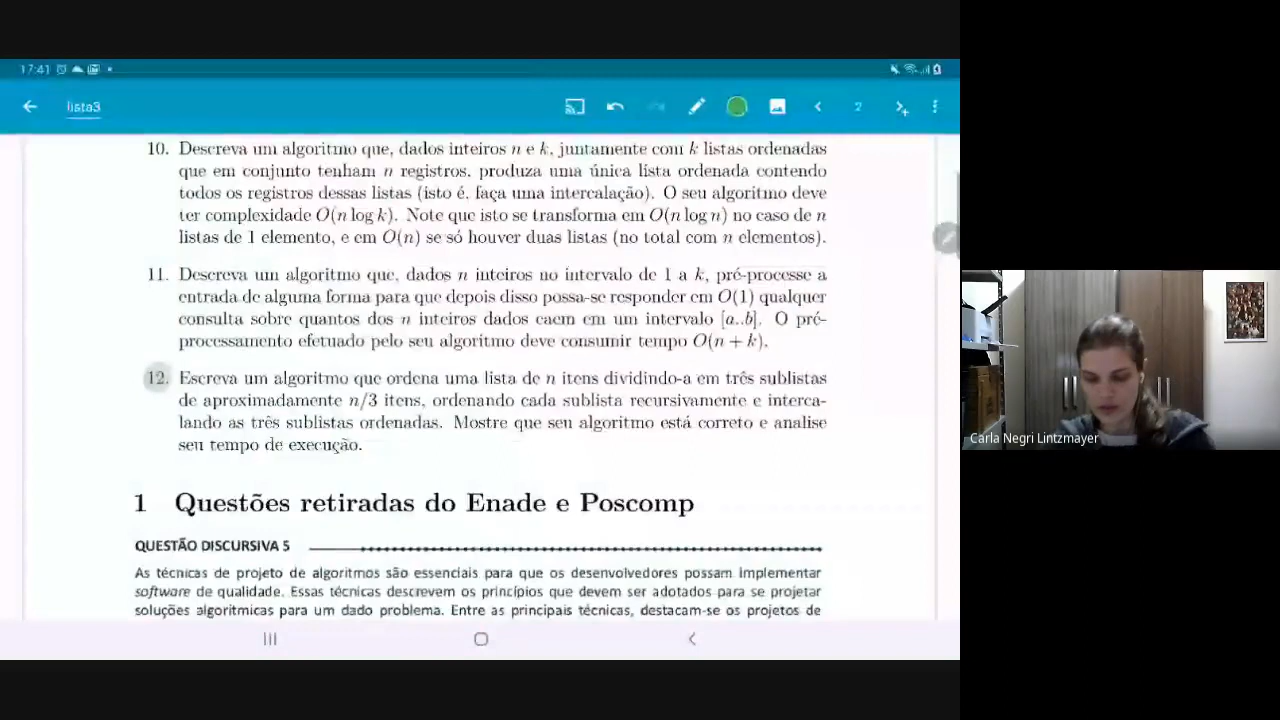 17:41
lista3
2
10. Descreva um algoritmo que, dados inteiros n e k, juntamente com k listas ordenadas
que em conjunto tenham n registros, produza uma única lista ordenada contendo
todos os registros dessas listas (isto é, faça uma intercalação). O seu algoritmo deve
ter complexidade O(n log k). Note que isto se transforma em O(n log n) no caso de n
listas de 1 elemento, e em O(n) se só houver duas listas (no total com n elementos).
11. Descreva um algoritmo que, dados n inteiros no intervalo de 1 a k, pré-processe a
entrada de alguma forma para que depois disso possa-se responder em O(1) qualquer
consulta sobre quantos dos n inteiros dados caem em um intervalo [a..b]. O pré-
processamento efetuado pelo seu algoritmo deve consumir tempo O(n + k).
12. Escreva um algoritmo que ordena uma lista de n itens dividindo-a em três sublistas
de aproximadamente n/3 itens, ordenando cada sublista recursivamente e interca-
lando as três sublistas ordenadas. Mostre que seu algoritmo está correto e analise
seu tempo de execução.
1 Questões retiradas do Enade e Poscomp
QUESTÃO DISCURSIVA 5
As técnicas de projeto de algoritmos são essenciais para que os desenvolvedores possam implementar
software de qualidade. Essas técnicas descrevem os princípios que devem ser adotados para se projetar
soluções algorítmicas para um dado problema. Entre as principais técnicas, destacam-se os projetos de
Carla Negri Lintzmayer